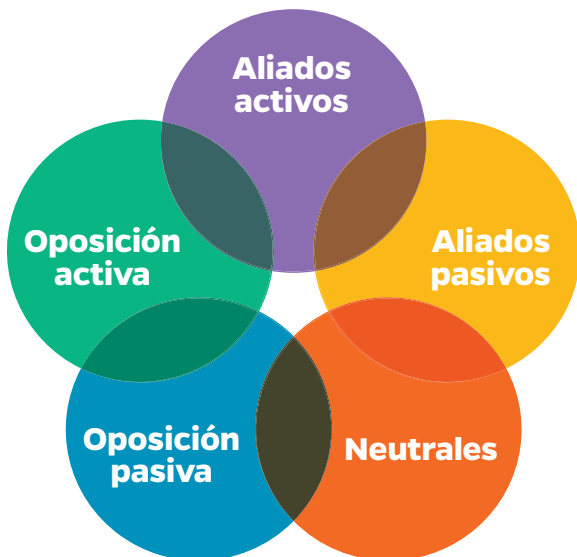 Aliados
activos
Oposición
activa
Aliados
pasivos
Oposición
pasiva
Neutrales